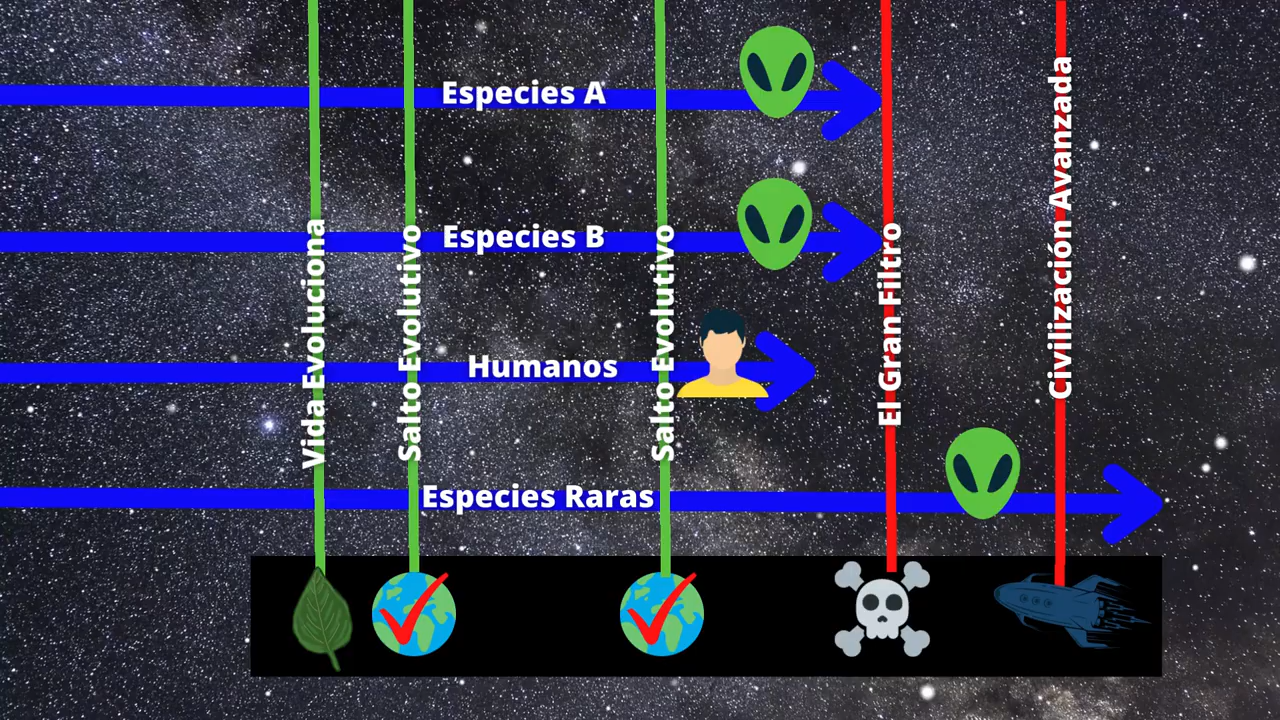 Especies A
Especies B
Humanos
Especies Raras
Vida Evoluciona
Salto Evolutivo
Salto Evolutivo
El Gran Filtro
Civilización Avanzada